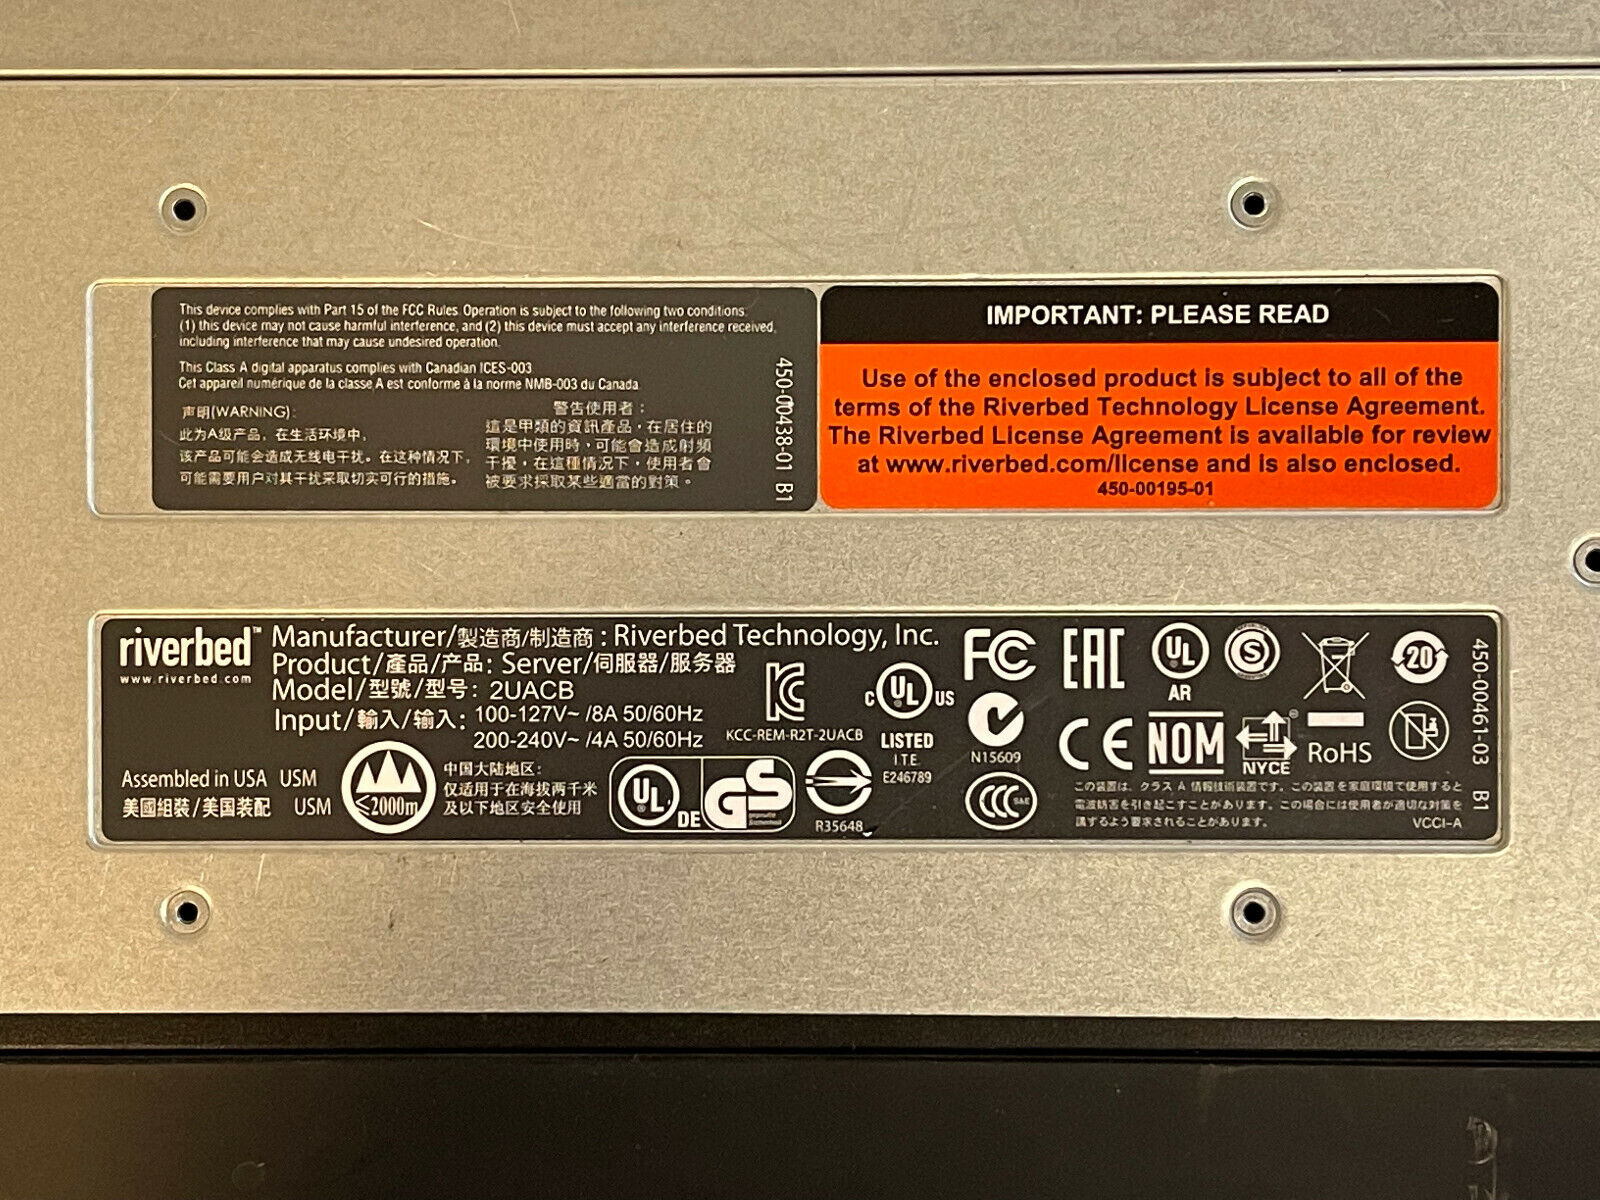 This device complies with Part 15 of the FCC Rules. Operation is subject to the following two conditions:
(1) this device may not cause harmful interference, and (2) this device must accept any interference received,
including interference that may cause undesired operation.
This Class A digital apparatus complies with Canadian ICES-003
Cet appareil numérique de la classe A est conforme à la norme NMB-003 du Canada.
声明(WARNING):
此为A级产品, 在生活环境中,
该产品可能会造成无线电干扰。在这种情况下,
可能需要用户对其干扰采取切实可行的措施。
警告使用者:
這是甲類的資訊產品, 在居住的
環境中使用時, 可能會造成射頻
干擾, 在這種情況下, 使用者會
被要求採取某些適當的對策。
450-00438-01 B1
IMPORTANT: PLEASE READ
Use of the enclosed product is subject to all of the
terms of the Riverbed Technology License Agreement.
The Riverbed License Agreement is available for review
at www.riverbed.com/license and is also enclosed.
450-00195-01
riverbed™
www.riverbed.com
Manufacturer/製造商/制造商: Riverbed Technology, Inc.
Product/產品/产品: Server/伺服器/服务器
Model/型號/型号: 2UACB
Input/輸入/输入: 100-127V~ /8A 50/60Hz
200-240V~ /4A 50/60Hz
Assembled in USA USM
美國組裝/美国装配 USM
≤2000m
中国大陆地区:
仅适用于在海拔两千米
及以下地区安全使用
KCC-REM-R2T-2UACB
UL DE
GS
geprüfte
Sicherheit
R35648
C UL US
LISTED
I.T.E.
E246789
FC
N15609
CCC S&E
EAC
UL
AR
S
20
CE
NOM
NYCE
®
RoHS
この装置は、クラス A 情報技術装置です。この装置を家庭環境で使用すると
電波妨害を引き起こすことがあります。この場合には使用者が適切な対策を
講ずるよう要求されることがあります。
VCCI-A
450-00461-03 B1